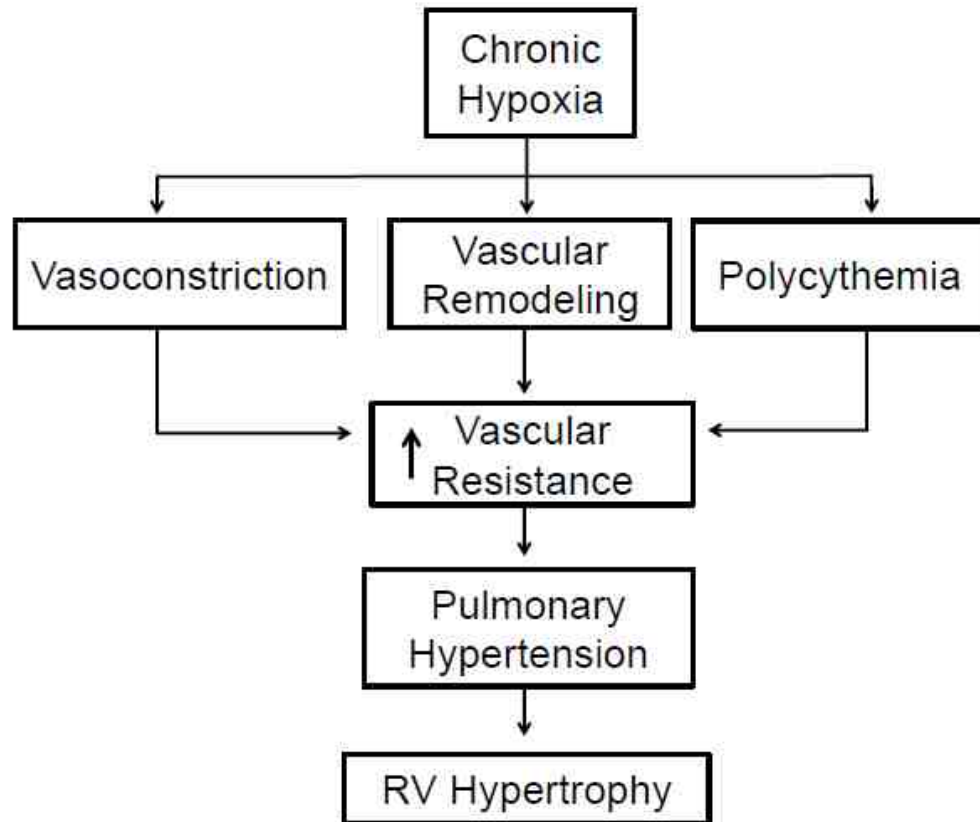 Chronic
Hypoxia
Vasoconstriction
Vascular
Remodeling
Polycythemia
↑ Vascular
Resistance
Pulmonary
Hypertension
RV Hypertrophy